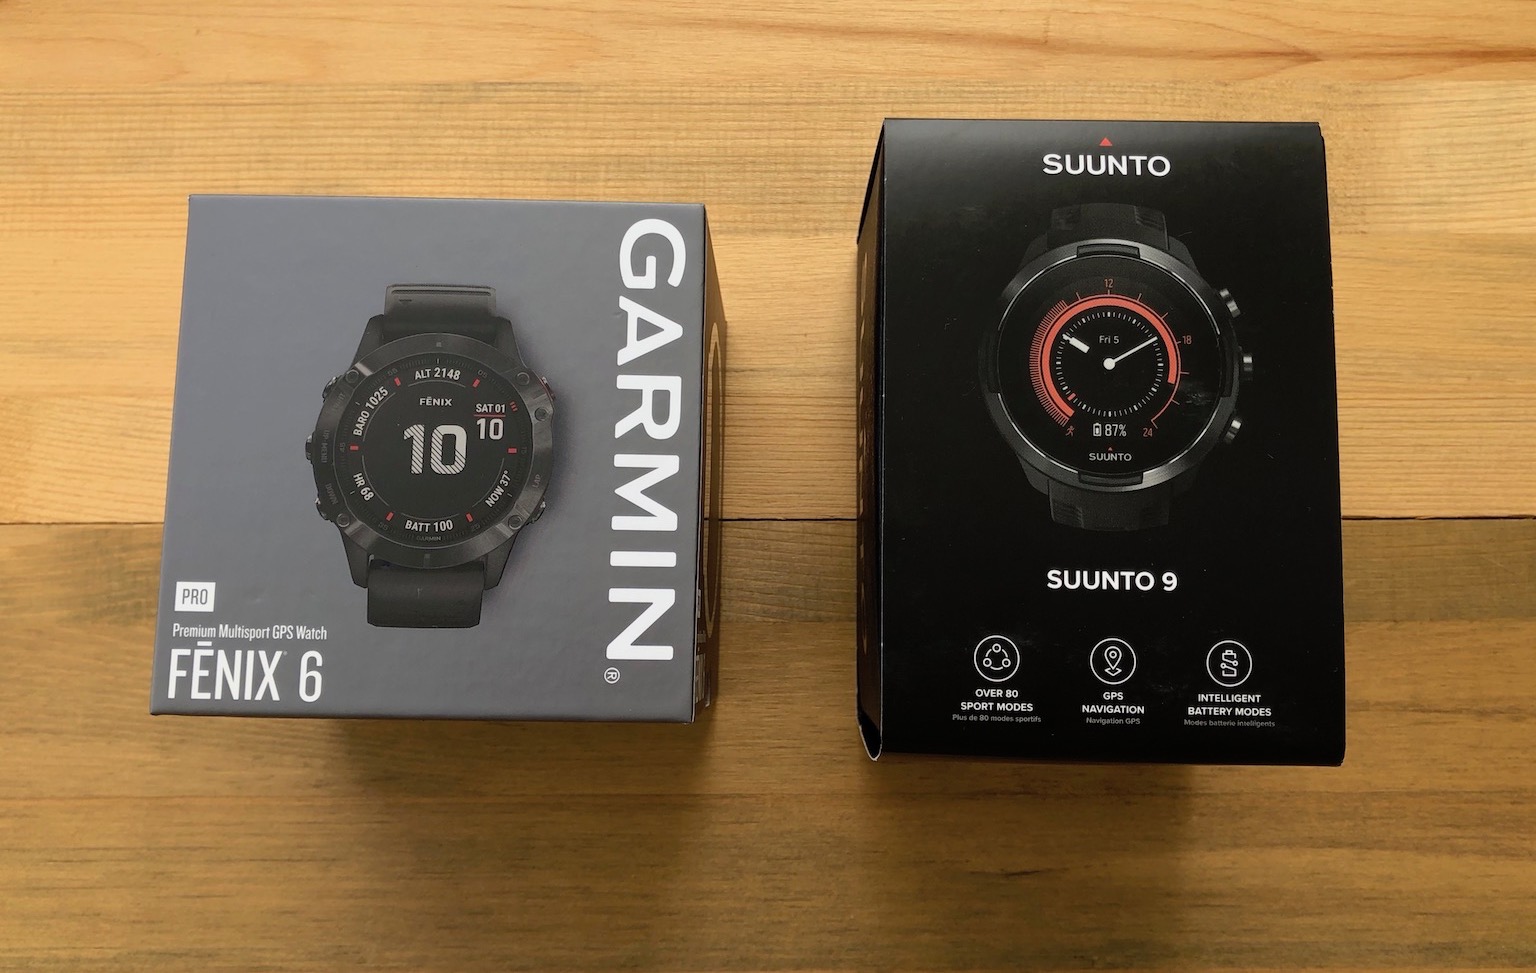 GARMIN®
ALT 2148
BARO 1025
FĒNIX
SAT 01
10
10
HR 68
NOW 37°
BATT 100
GARMIN
PRO
Premium Multisport GPS Watch
FĒNIX® 6
SUUNTO
12
Fri 5
18
87%
24
SUUNTO
SUUNTO 9
OVER 80
SPORT MODES
Plus de 80 modes sportifs
GPS
NAVIGATION
Navigation GPS
INTELLIGENT
BATTERY MODES
Modes batterie intelligents